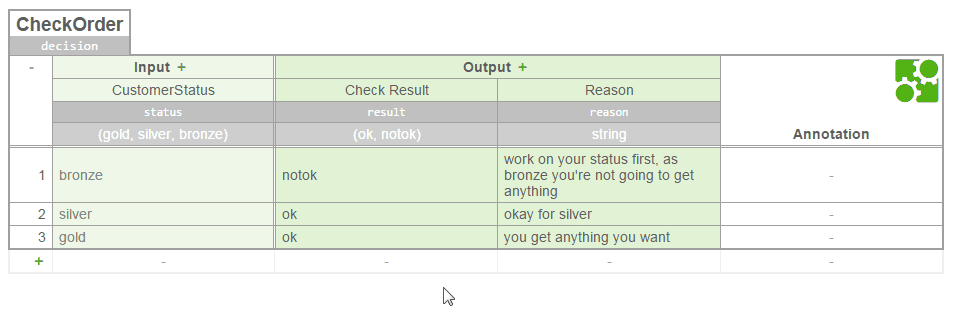 CheckOrder
decision
- Input + Output +
CustomerStatus Check Result Reason
status result reason
(gold, silver, bronze) (ok, notok) string Annotation
1 bronze notok work on your status first, as
bronze you're not going to get
anything -
2 silver ok okay for silver -
3 gold ok you get anything you want -
+ - - - -